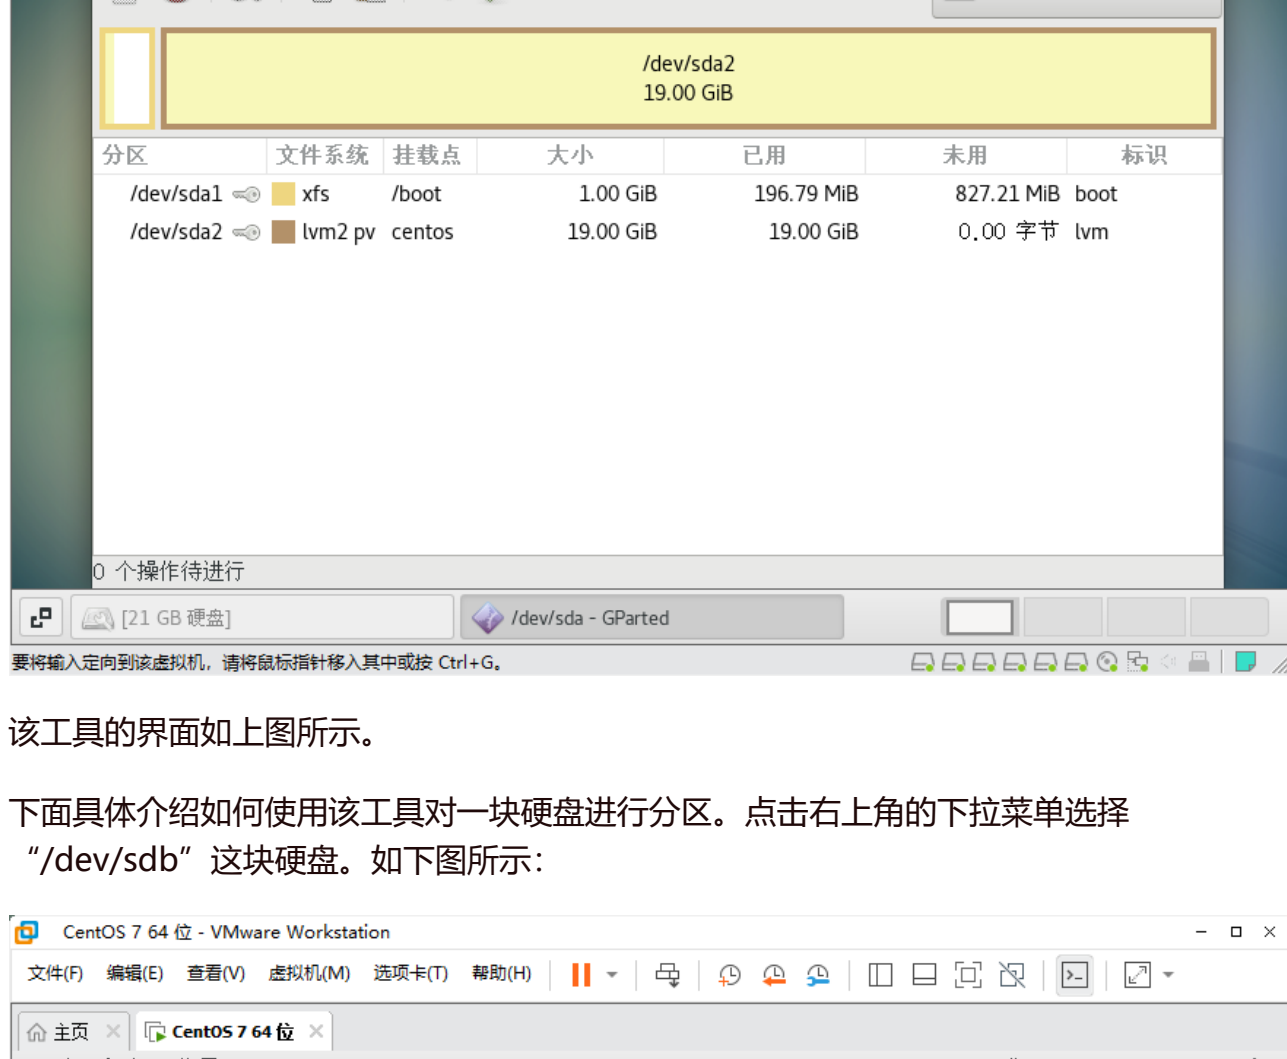 /dev/sda2
19.00 GiB
分区 文件系统 挂载点 大小 已用 未用 标识
/dev/sda1 xfs /boot 1.00 GiB 196.79 MiB 827.21 MiB boot
/dev/sda2 lvm2 pv centos 19.00 GiB 19.00 GiB 0.00 字节 lvm
0 个操作待进行
[21 GB 硬盘] /dev/sda - GParted
要将输入定向到该虚拟机，请将鼠标指针移入其中或按 Ctrl+G。
该工具的界面如上图所示。
下面具体介绍如何使用该工具对一块硬盘进行分区。点击右上角的下拉菜单选择
“/dev/sdb”这块硬盘。如下图所示：
CentOS 7 64 位 - VMware Workstation
文件(F) 编辑(E) 查看(V) 虚拟机(M) 选项卡(T) 帮助(H)
主页 CentOS 7 64 位